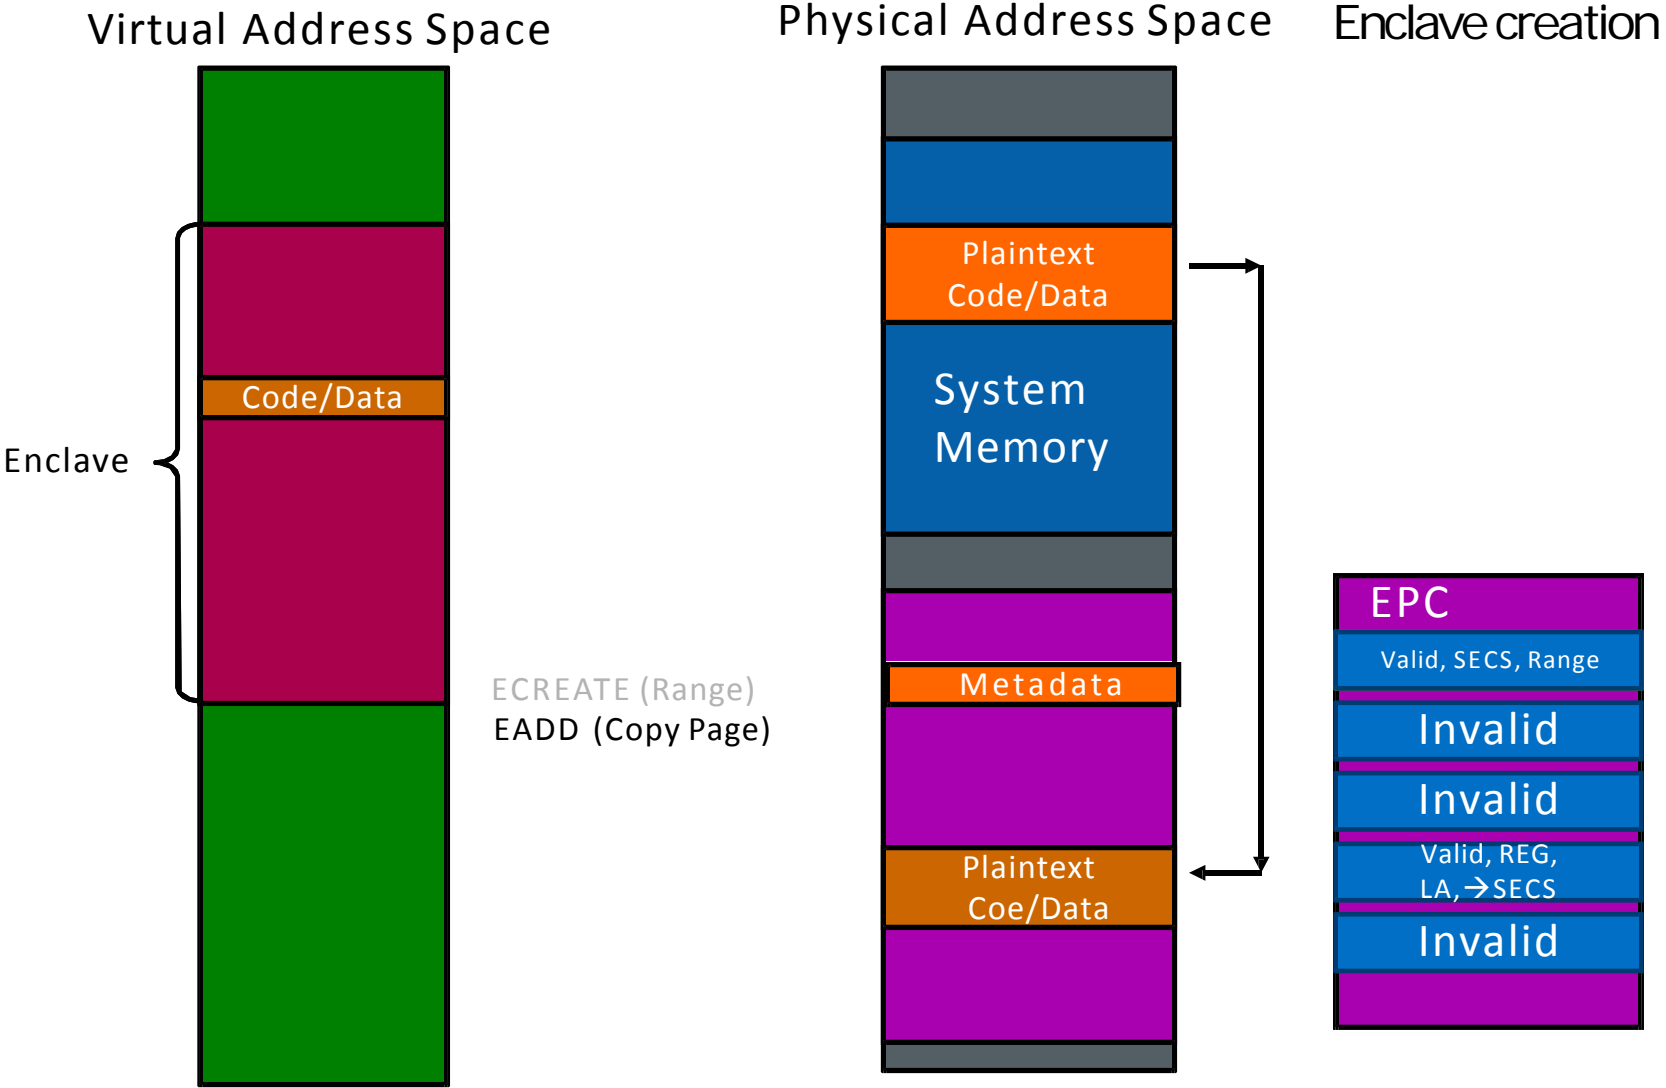 Virtual Address Space
Physical Address Space
Enclave creation
Plaintext
Code/Data
System
Memory
Code/Data
Enclave
ECREATE (Range)
EADD (Copy Page)
Metadata
Plaintext
Coe/Data
EPC
Valid, SECS, Range
Invalid
Invalid
Valid, REG,
LA,→SECS
Invalid